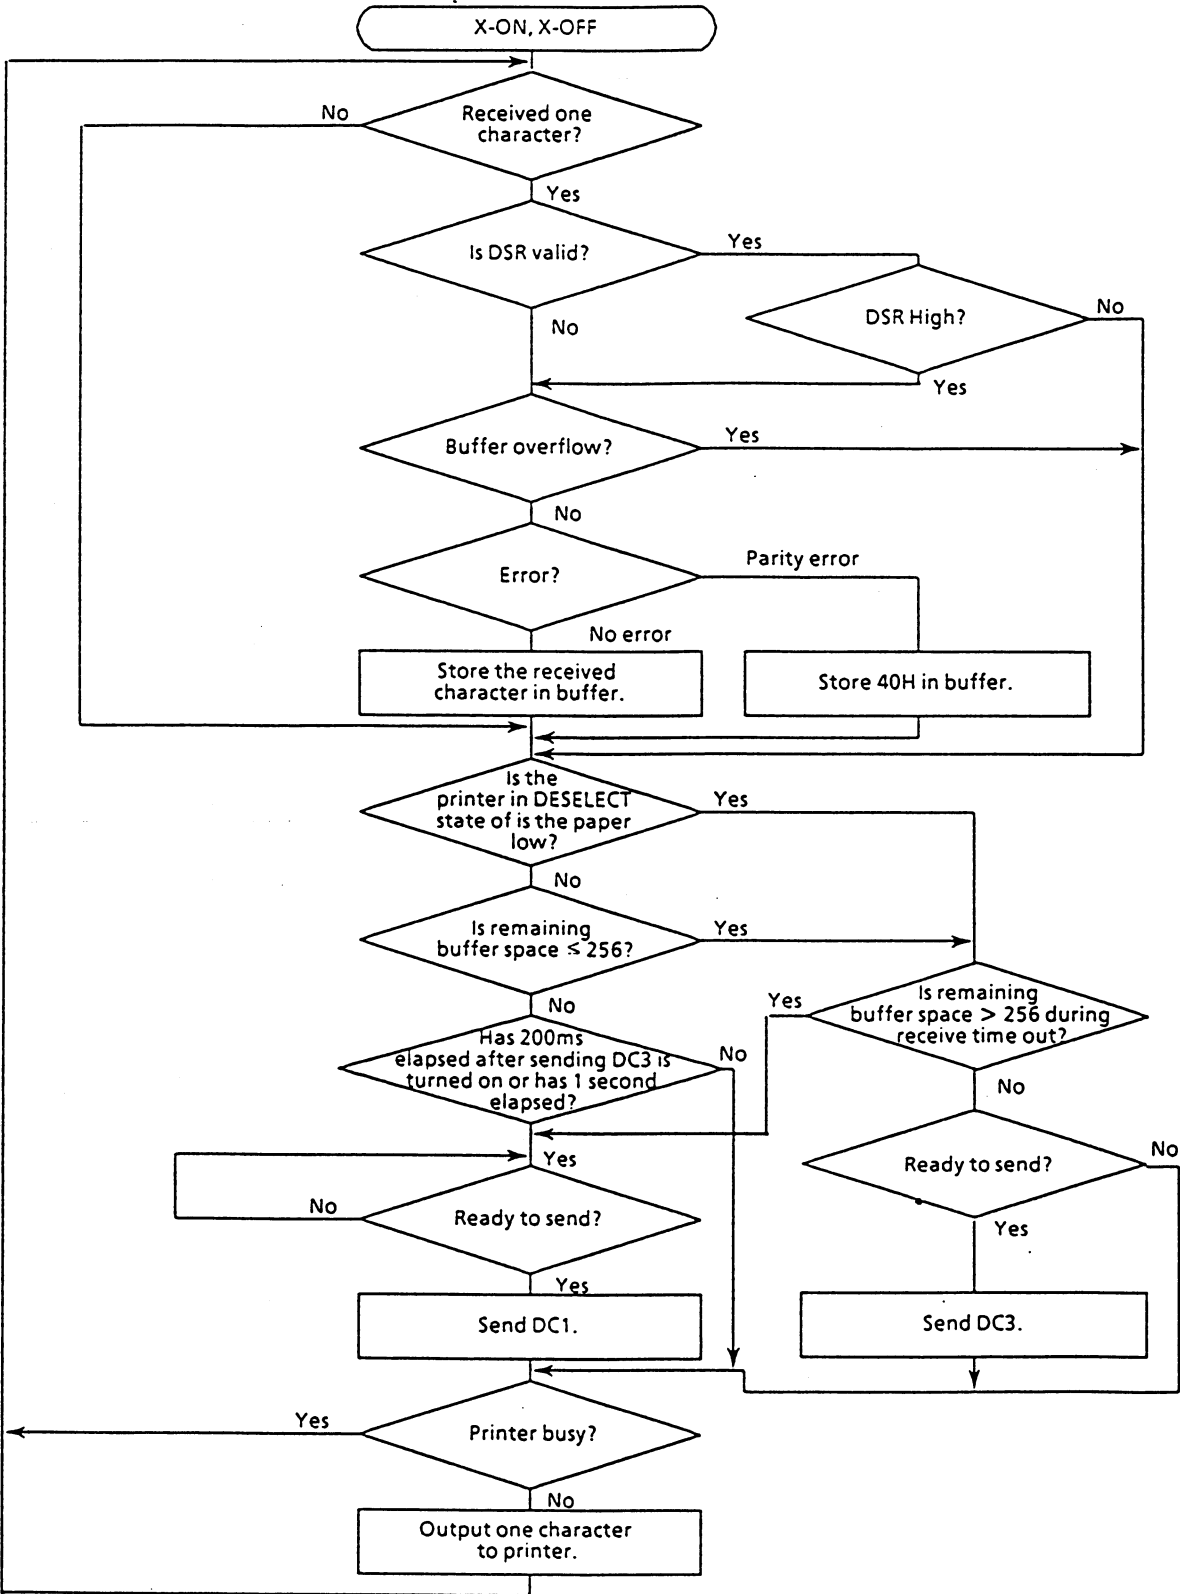 X-ON, X-OFF
No
Received one
character?
Yes
Is DSR valid?
Yes
DSR High?
No
No
Yes
Buffer overflow?
Yes
No
Error?
Parity error
No error
Store the received
character in buffer.
Store 40H in buffer.
Is the
printer in DESELECT
state of is the paper
low?
Yes
No
Is remaining
buffer space ≤ 256?
Yes
No
Yes
Is remaining
buffer space > 256 during
receive time out?
Has 200ms
elapsed after sending DC3 is
turned on or has 1 second
elapsed?
No
No
Yes
Ready to send?
No
No
Ready to send?
Yes
Yes
Send DC1.
Send DC3.
Yes
Printer busy?
No
Output one character
to printer.